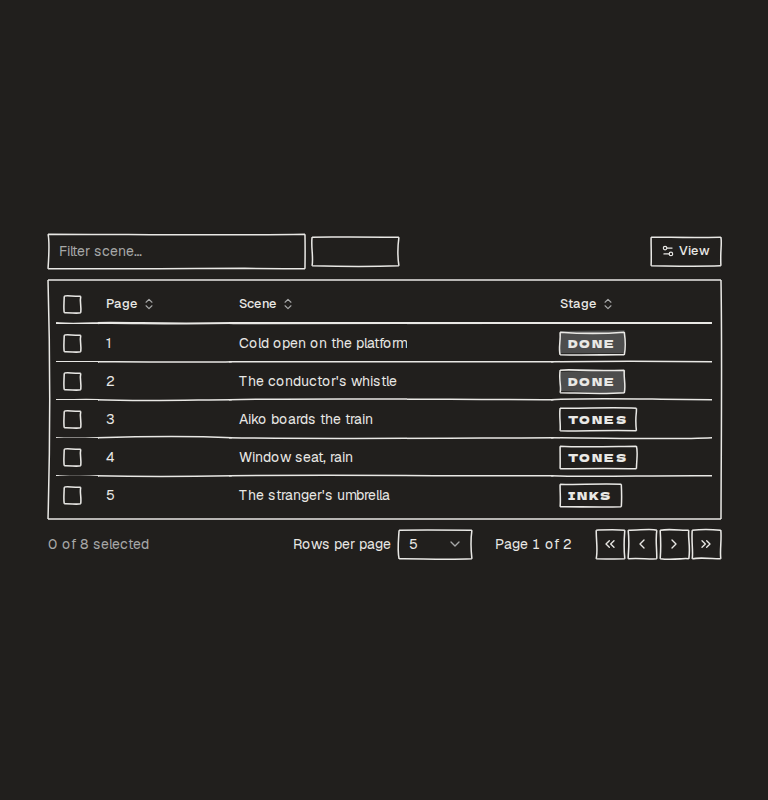 Filter scene…
View
Page Scene Stage
1 Cold open on the platform DONE
2 The conductor's whistle DONE
3 Aiko boards the train TONES
4 Window seat, rain TONES
5 The stranger's umbrella INKS
0 of 8 selected Rows per page 5 Page 1 of 2